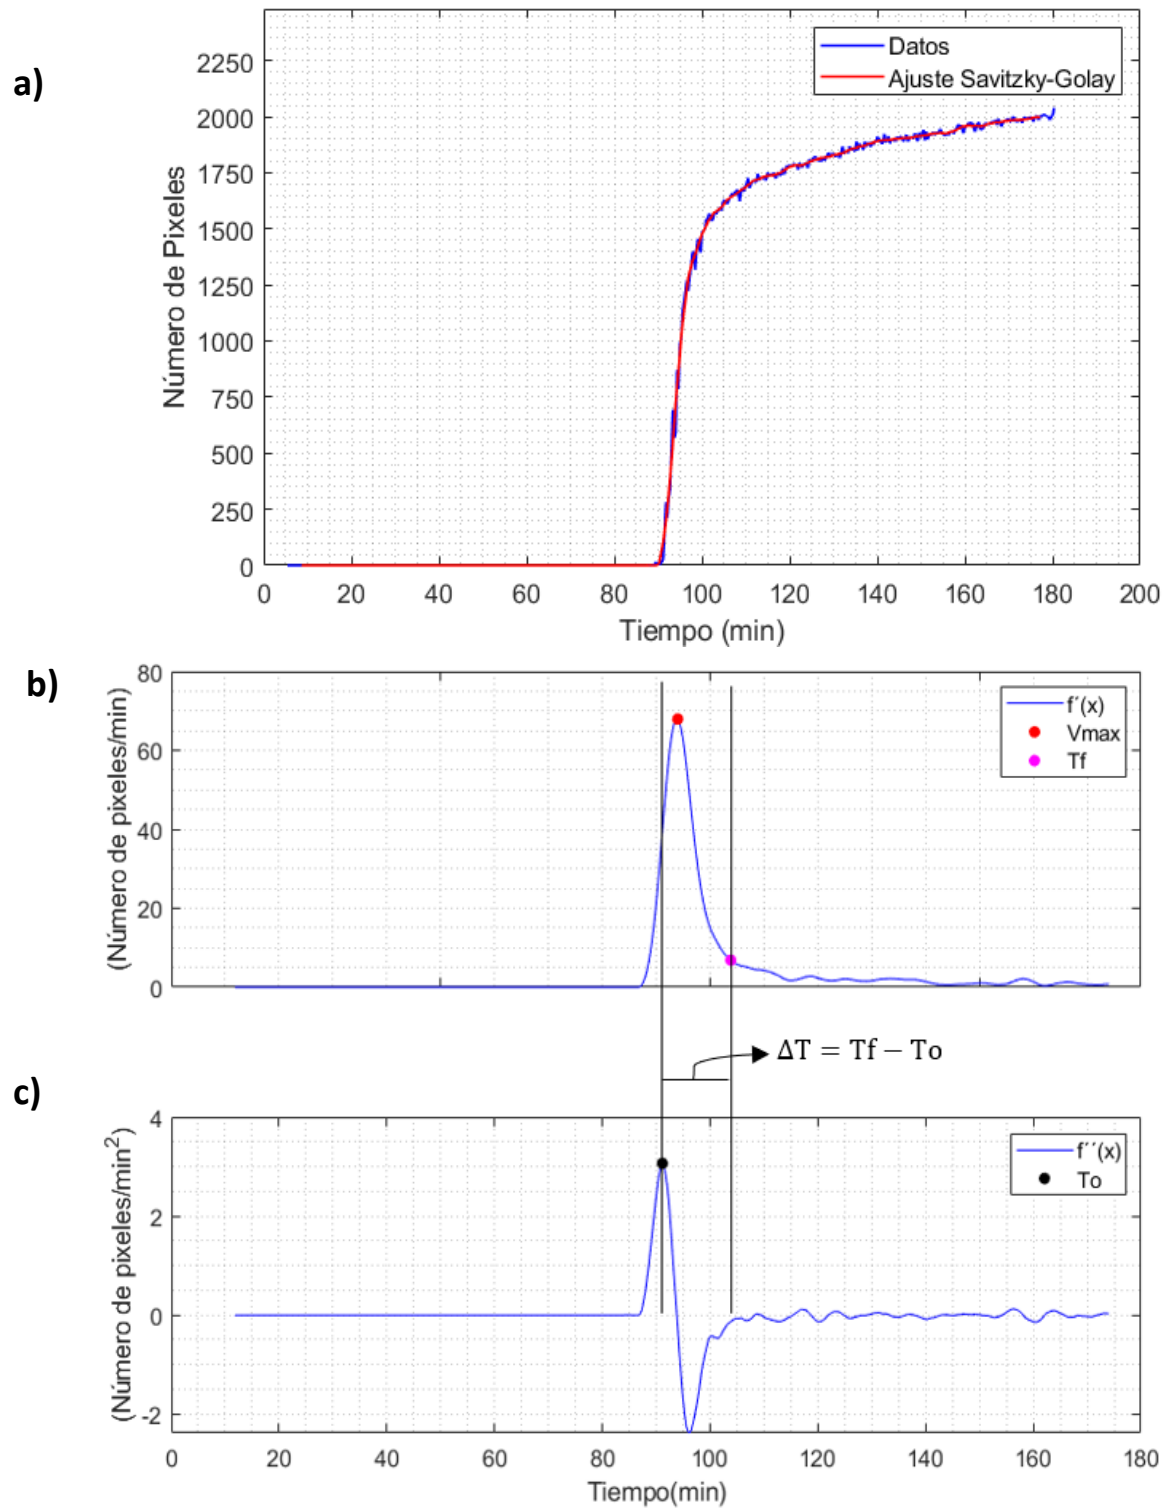 a)
2250
2000
1750
1500
1250
1000
750
500
250
0
Número de Pixeles
Datos
Ajuste Savitzky-Golay
0 20 40 60 80 100 120 140 160 180 200
Tiempo (min)
b)
80
60
40
20
0
(Número de pixeles/min)
f´(x)
Vmax
Tf
ΔT = Tf − To
c)
4
2
0
-2
(Número de pixeles/min²)
f´´(x)
To
0 20 40 60 80 100 120 140 160 180
Tiempo(min)